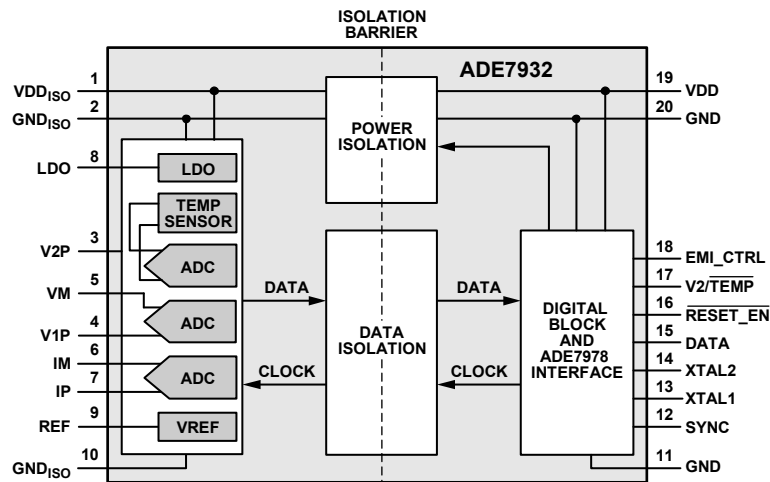 ISOLATION
BARRIER
ADE7932
1
VDDISO
2
GNDISO
8
LDO
LDO
TEMP
SENSOR
3
V2P
ADC
5
VM
ADC
4
V1P
6
IM
ADC
7
IP
9
REF
VREF
10
GNDISO
POWER
ISOLATION
DATA
CLOCK
DATA
ISOLATION
DATA
CLOCK
DIGITAL
BLOCK
AND
ADE7978
INTERFACE
19
VDD
20
GND
18
EMI_CTRL
17
V2/TEMP
16
RESET_EN
15
DATA
14
XTAL2
13
XTAL1
12
SYNC
11
GND